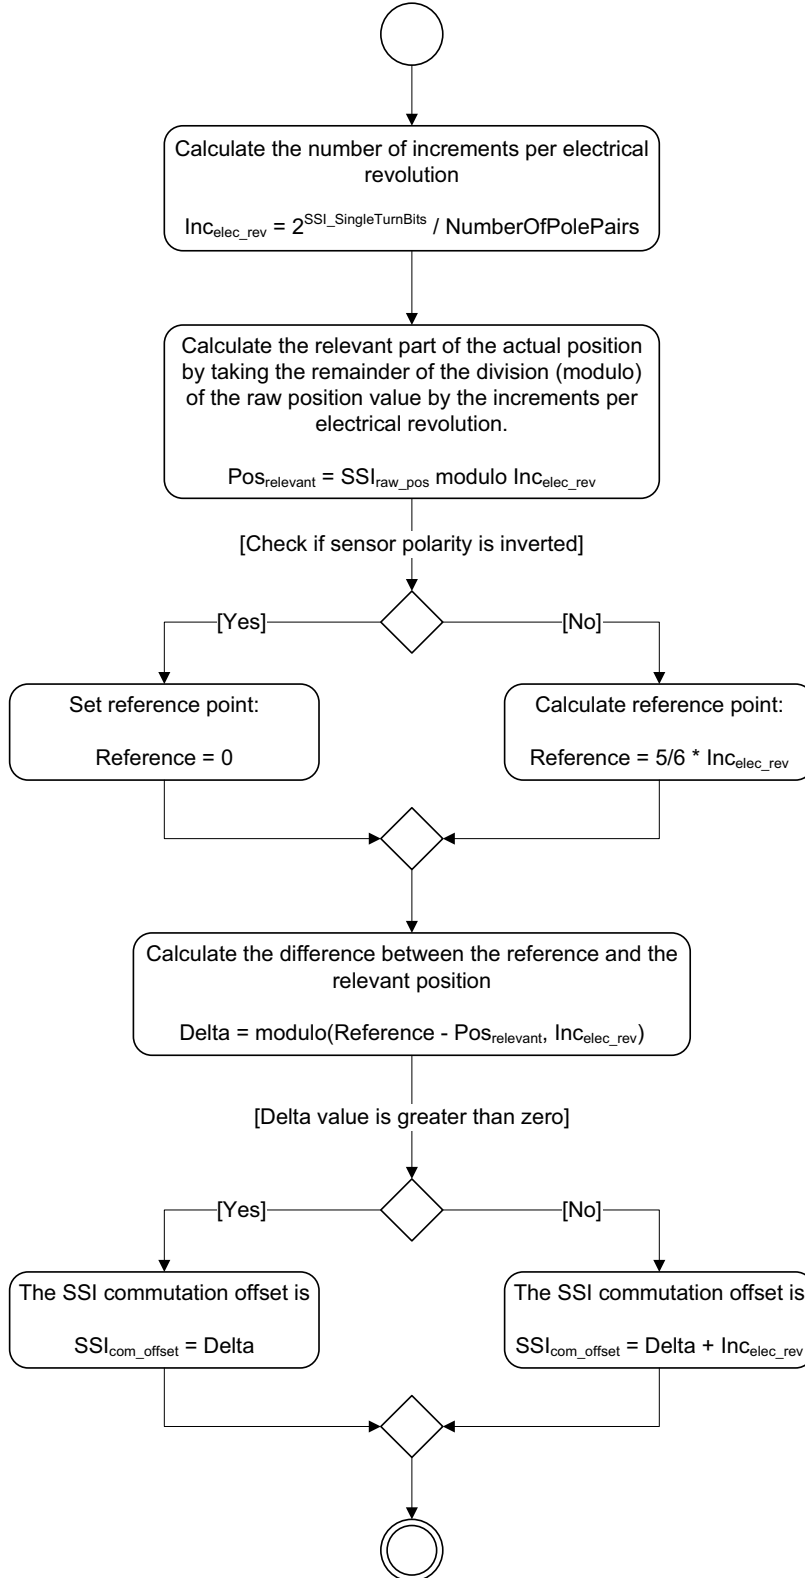 Calculate the number of increments per electrical
revolution
Incelec_rev = 2SSI_SingleTurnBits / NumberOfPolePairs
Calculate the relevant part of the actual position
by taking the remainder of the division (modulo)
of the raw position value by the increments per
electrical revolution.
Posrelevant = SSIraw_pos modulo Incelec_rev
[Check if sensor polarity is inverted]
[Yes]
[No]
Set reference point:
Reference = 0
Calculate reference point:
Reference = 5/6 * Incelec_rev
Calculate the difference between the reference and the
relevant position
Delta = modulo(Reference - Posrelevant, Incelec_rev)
[Delta value is greater than zero]
[Yes]
[No]
The SSI commutation offset is
SSIcom_offset = Delta
The SSI commutation offset is
SSIcom_offset = Delta + Incelec_rev